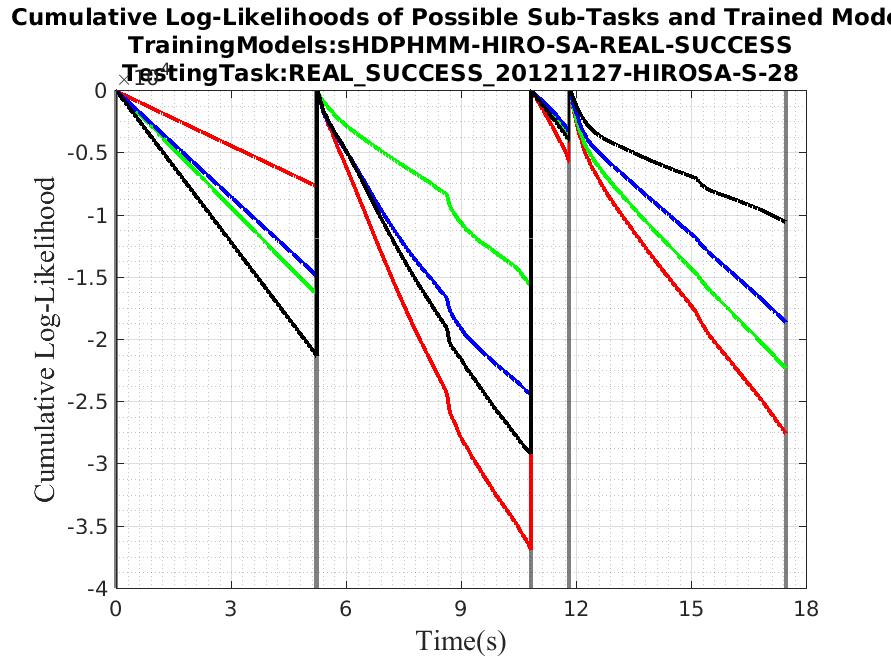 Cumulative Log-Likelihoods of Possible Sub-Tasks and Trained Mode
TrainingModels:sHDPHMM-HIRO-SA-REAL-SUCCESS
TestingTask:REAL_SUCCESS_20121127-HIROSA-S-28
×10^4
0
-0.5
-1
-1.5
-2
-2.5
-3
-3.5
-4
Cumulative Log-Likelihood
0 3 6 9 12 15 18
Time(s)